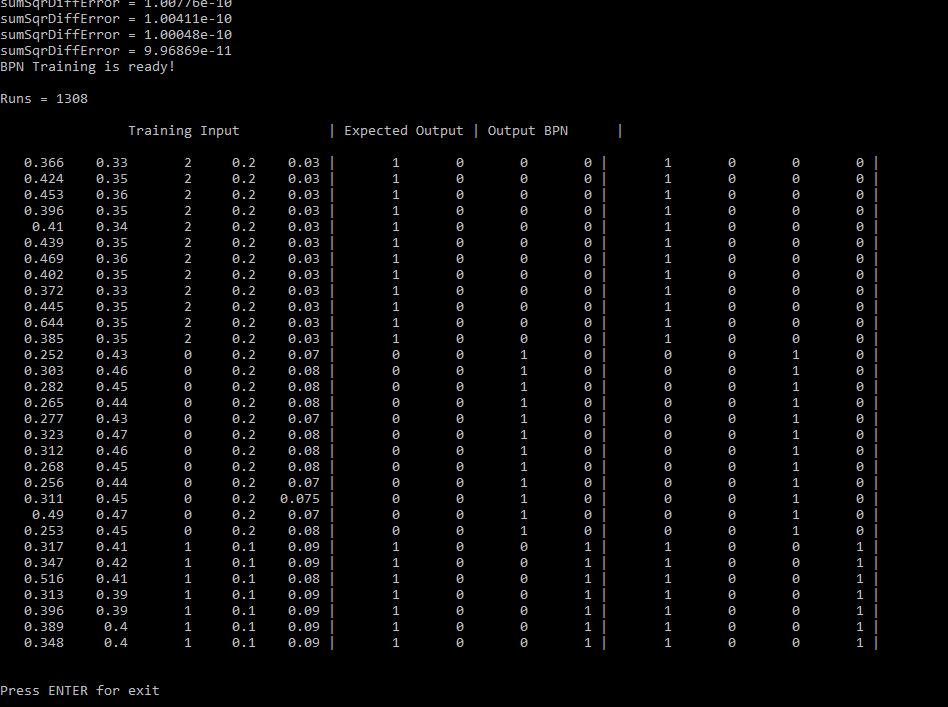 sumSqrDiffError = 1.00776e-10
sumSqrDiffError = 1.00411e-10
sumSqrDiffError = 1.00048e-10
sumSqrDiffError = 9.96869e-11
BPN Training is ready!
Runs = 1308
Training Input | Expected Output | Output BPN |
0.366 0.33 2 0.2 0.03 | 1 0 0 0 | 1 0 0 0 |
0.424 0.35 2 0.2 0.03 | 1 0 0 0 | 1 0 0 0 |
0.453 0.36 2 0.2 0.03 | 1 0 0 0 | 1 0 0 0 |
0.396 0.35 2 0.2 0.03 | 1 0 0 0 | 1 0 0 0 |
0.41 0.34 2 0.2 0.03 | 1 0 0 0 | 1 0 0 0 |
0.439 0.35 2 0.2 0.03 | 1 0 0 0 | 1 0 0 0 |
0.469 0.36 2 0.2 0.03 | 1 0 0 0 | 1 0 0 0 |
0.402 0.35 2 0.2 0.03 | 1 0 0 0 | 1 0 0 0 |
0.372 0.33 2 0.2 0.03 | 1 0 0 0 | 1 0 0 0 |
0.445 0.35 2 0.2 0.03 | 1 0 0 0 | 1 0 0 0 |
0.644 0.35 2 0.2 0.03 | 1 0 0 0 | 1 0 0 0 |
0.385 0.35 2 0.2 0.03 | 1 0 0 0 | 1 0 0 0 |
0.252 0.43 0 0.2 0.07 | 0 0 1 0 | 0 0 1 0 |
0.303 0.46 0 0.2 0.08 | 0 0 1 0 | 0 0 1 0 |
0.282 0.45 0 0.2 0.08 | 0 0 1 0 | 0 0 1 0 |
0.265 0.44 0 0.2 0.08 | 0 0 1 0 | 0 0 1 0 |
0.277 0.43 0 0.2 0.07 | 0 0 1 0 | 0 0 1 0 |
0.323 0.47 0 0.2 0.08 | 0 0 1 0 | 0 0 1 0 |
0.312 0.46 0 0.2 0.08 | 0 0 1 0 | 0 0 1 0 |
0.268 0.45 0 0.2 0.08 | 0 0 1 0 | 0 0 1 0 |
0.256 0.44 0 0.2 0.07 | 0 0 1 0 | 0 0 1 0 |
0.311 0.45 0 0.2 0.075 | 0 0 1 0 | 0 0 1 0 |
0.49 0.47 0 0.2 0.07 | 0 0 1 0 | 0 0 1 0 |
0.253 0.45 0 0.2 0.08 | 0 0 1 0 | 0 0 1 0 |
0.317 0.41 1 0.1 0.09 | 1 0 0 1 | 1 0 0 1 |
0.347 0.42 1 0.1 0.09 | 1 0 0 1 | 1 0 0 1 |
0.516 0.41 1 0.1 0.08 | 1 0 0 1 | 1 0 0 1 |
0.313 0.39 1 0.1 0.09 | 1 0 0 1 | 1 0 0 1 |
0.396 0.39 1 0.1 0.09 | 1 0 0 1 | 1 0 0 1 |
0.389 0.4 1 0.1 0.09 | 1 0 0 1 | 1 0 0 1 |
0.348 0.4 1 0.1 0.09 | 1 0 0 1 | 1 0 0 1 |
Press ENTER for exit